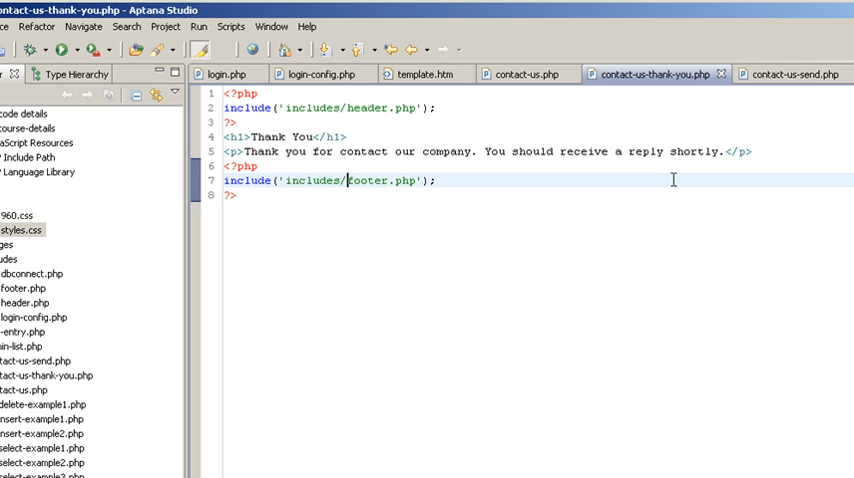 ontact-us-thank-you.php - Aptana Studio
ce Refactor Navigate Search Project Run Scripts Window Help
r Type Hierarchy login.php login-config.php template.htm contact-us.php contact-us-thank-you.php contact-us-send.php
code details
course-details
aScript Resources
P Include Path
P Language Library
960.css
styles.css
ges
udes
dbconnect.php
footer.php
header.php
login-config.php
-entry.php
min-list.php
tact-us-send.php
ntact-us-thank-you.php
tact-us.php
delete-example1.php
nsert-example1.php
nsert-example2.php
select-example1.php
select-example2.php
select-example3.php
1 <?php
2 include('includes/header.php');
3 ?>
4 <h1>Thank You</h1>
5 <p>Thank you for contact our company. You should receive a reply shortly.</p>
6 <?php
7 include('includes/footer.php');
8 ?>